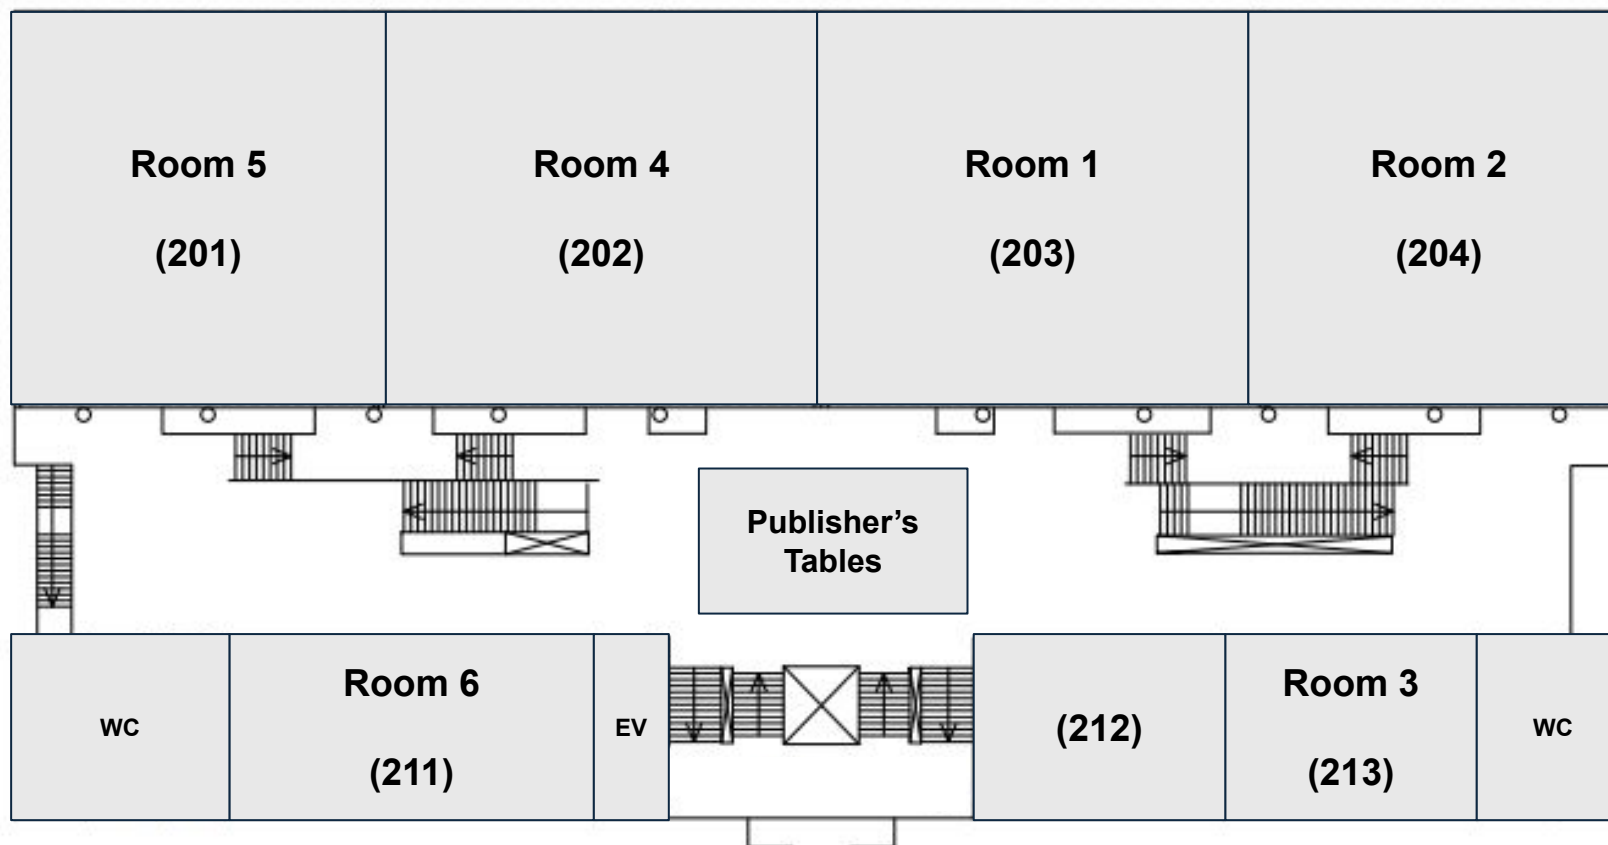 Room 5
(201)
Room 4
(202)
Room 1
(203)
Room 2
(204)
Publisher’s
Tables
WC
Room 6
(211)
EV
(212)
Room 3
(213)
WC